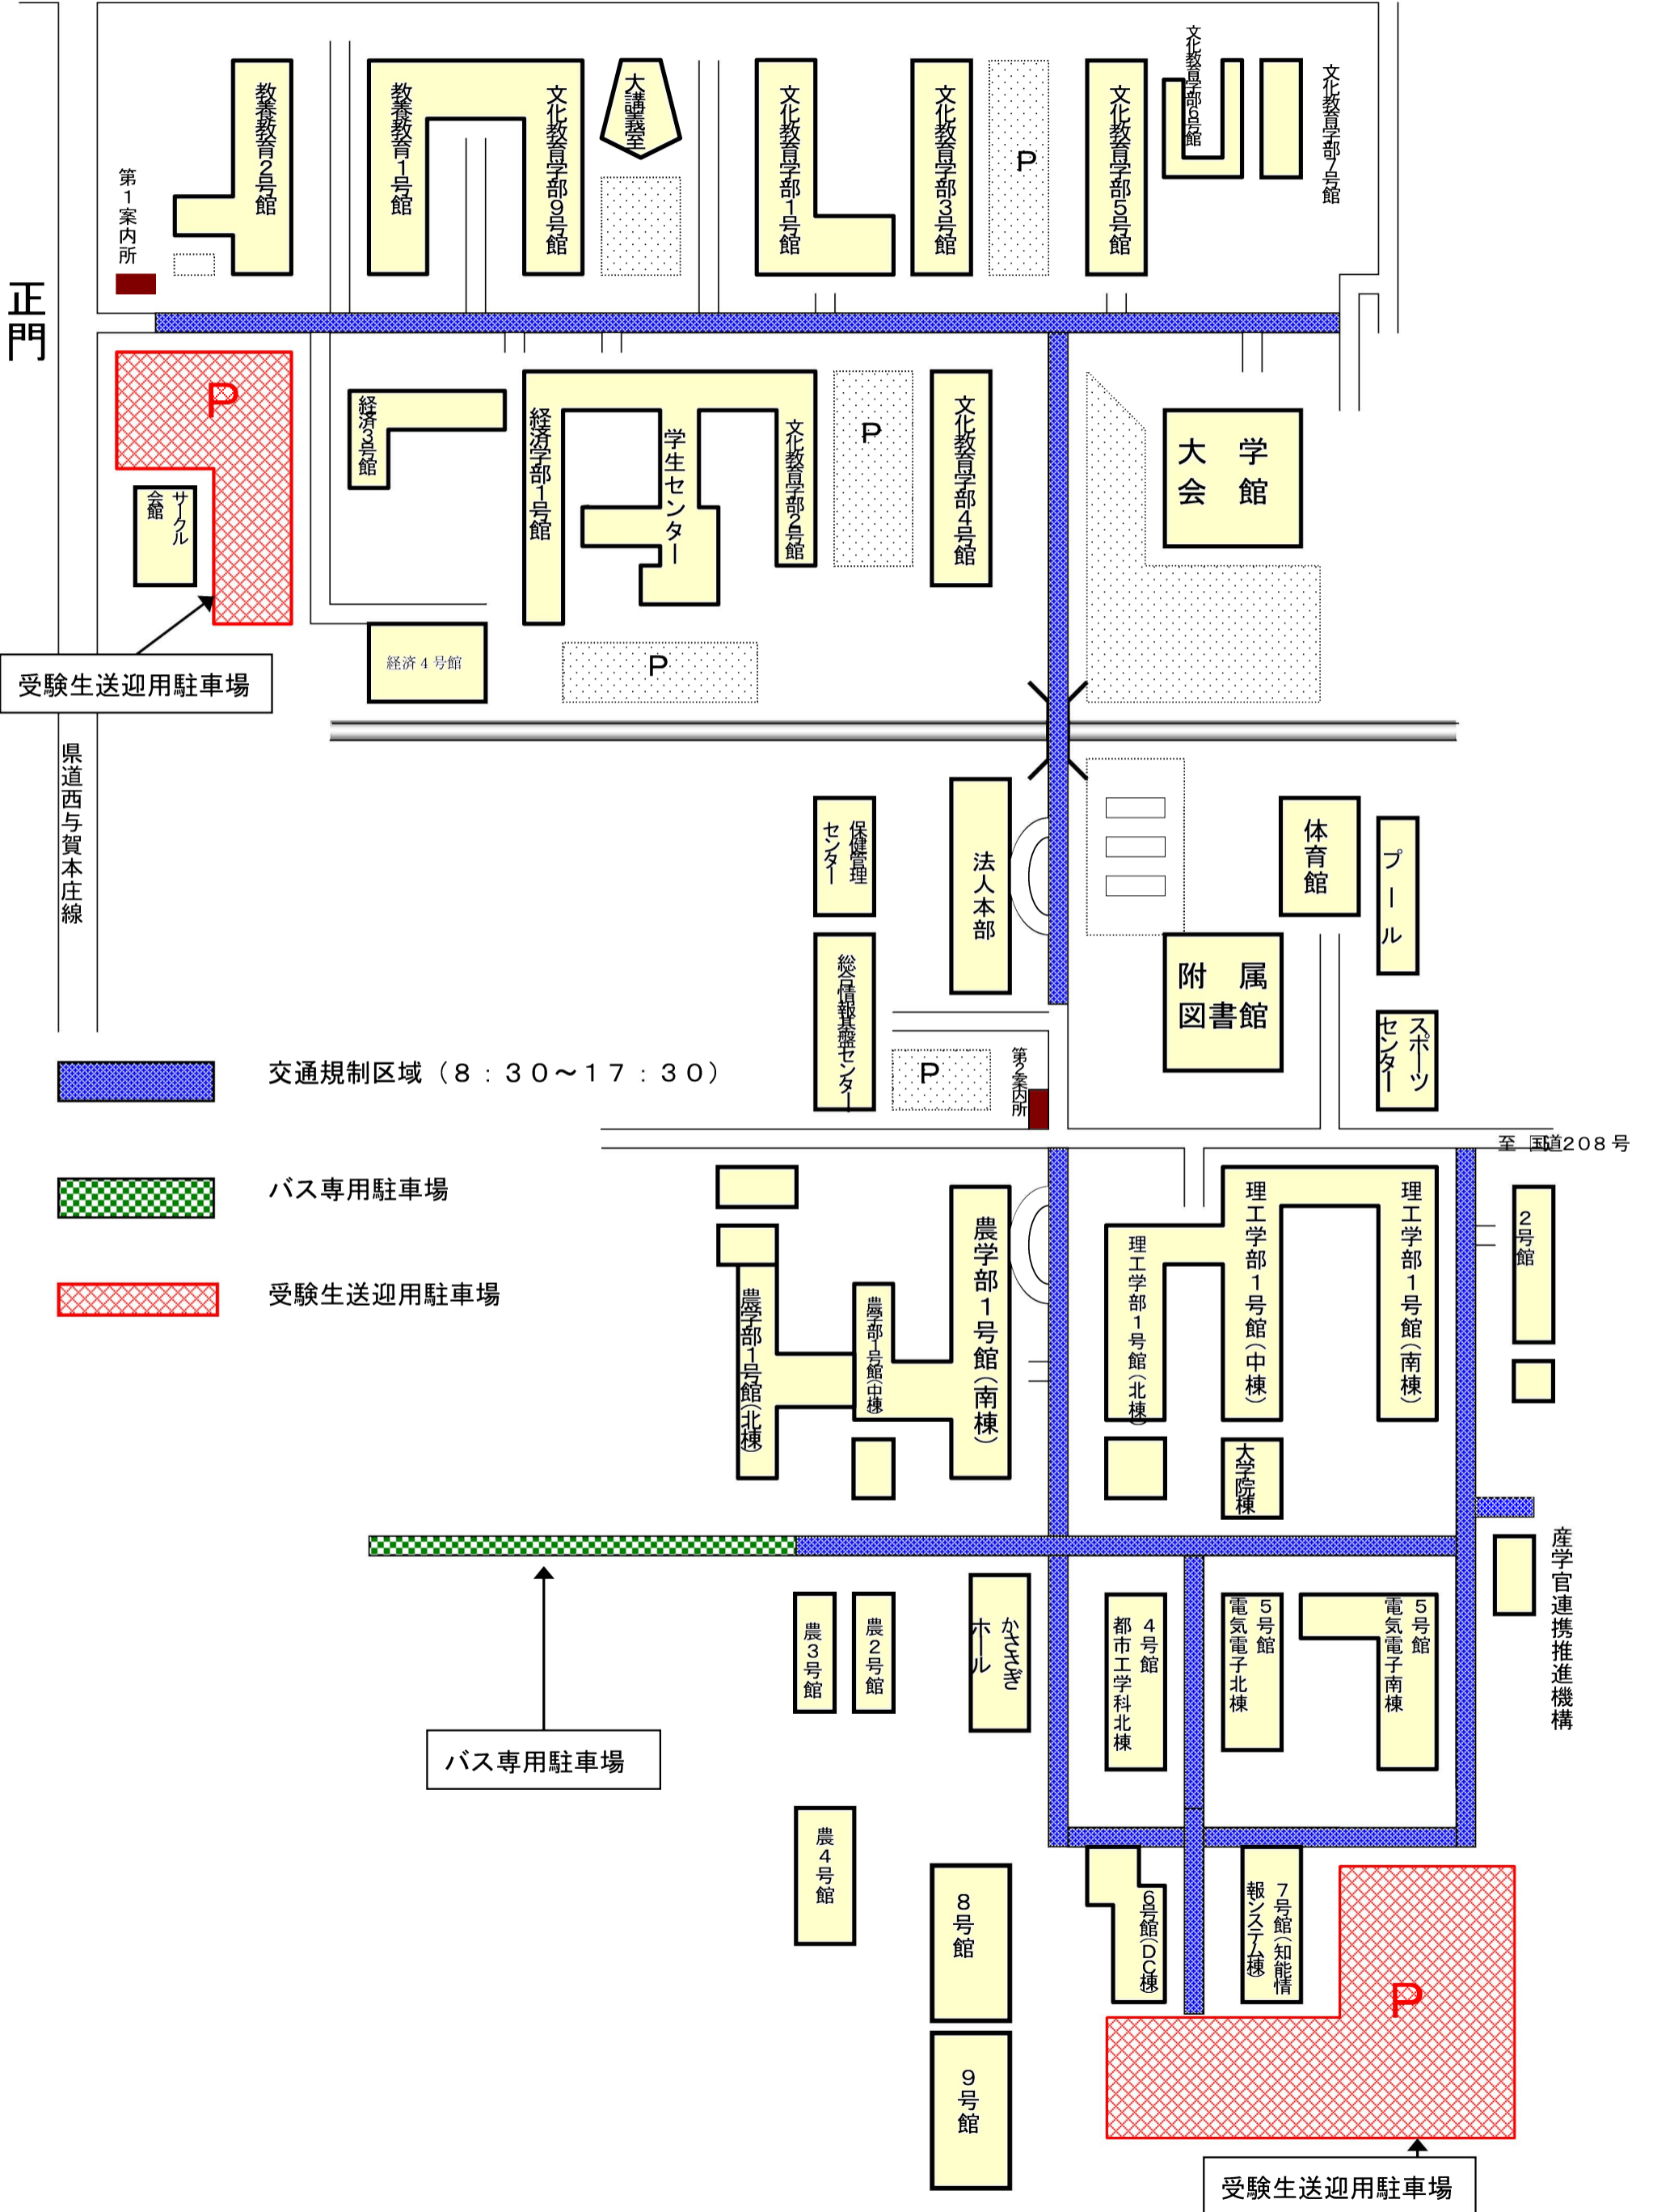 正門
第１案内所
教養教育２号館
教養教育１号館
文化教育学部９号館
大講義室
文化教育学部１号館
文化教育学部３号館
Ｐ
文化教育学部５号館
文化教育学部６号館
文化教育学部７号館
Ｐ
サークル
会館
受験生送迎用駐車場
県道西与賀本庄線
経済３号館
経済学部１号館
学生センター
文化教育学部２号館
Ｐ
文化教育学部４号館
大　学
会　館
経済４号館
Ｐ
保健管理
センター
法人本部
体育館
プール
総合情報基盤センター
附　属
図書館
スポーツ
センター
Ｐ
第２案内所
至　国道２０８号
交通規制区域（８：３０～１７：３０）
バス専用駐車場
受験生送迎用駐車場
農学部１号館（北棟）
農学部１号館（中棟）
農学部１号館（南棟）
理工学部１号館（北棟）
理工学部１号館（中棟）
理工学部１号館（南棟）
２号館
大学院棟
産学官連携推進機構
バス専用駐車場
農３号館
農２号館
かささぎ
ホール
４号館
都市工学科北棟
５号館
電気電子北棟
５号館
電気電子南棟
農４号館
８号館
９号館
６号館（ＤＣ棟）
７号館（知能情
報システム棟）
Ｐ
受験生送迎用駐車場